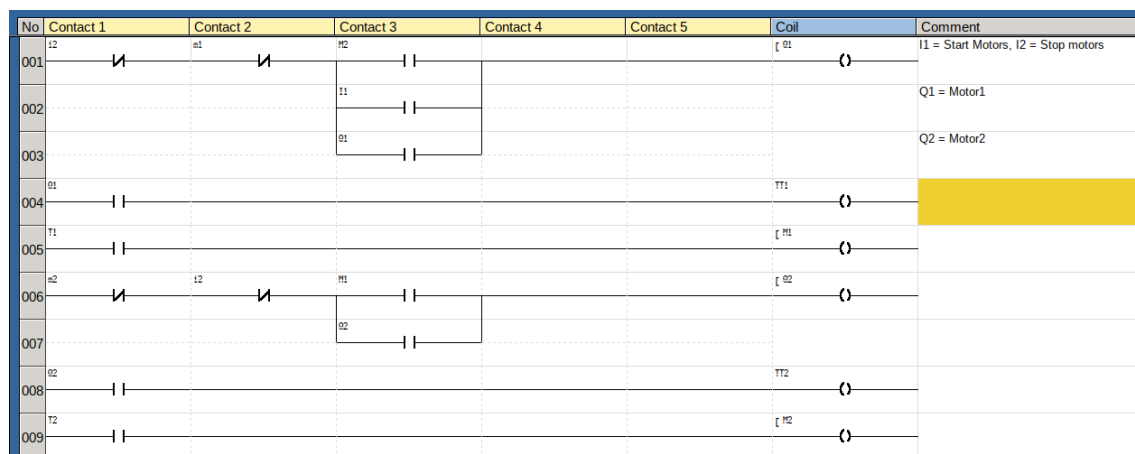 No Contact 1 Contact 2 Contact 3 Contact 4 Contact 5 Coil Comment
i2 m1 M2 [ Q1 I1 = Start Motors, I2 = Stop motors
001
I1 Q1 = Motor1
002
Q1 Q2 = Motor2
003
Q1 TT1
004
T1 [ M1
005
m2 i2 M1 [ Q2
006
Q2
007
Q2 TT2
008
T2 [ M2
009